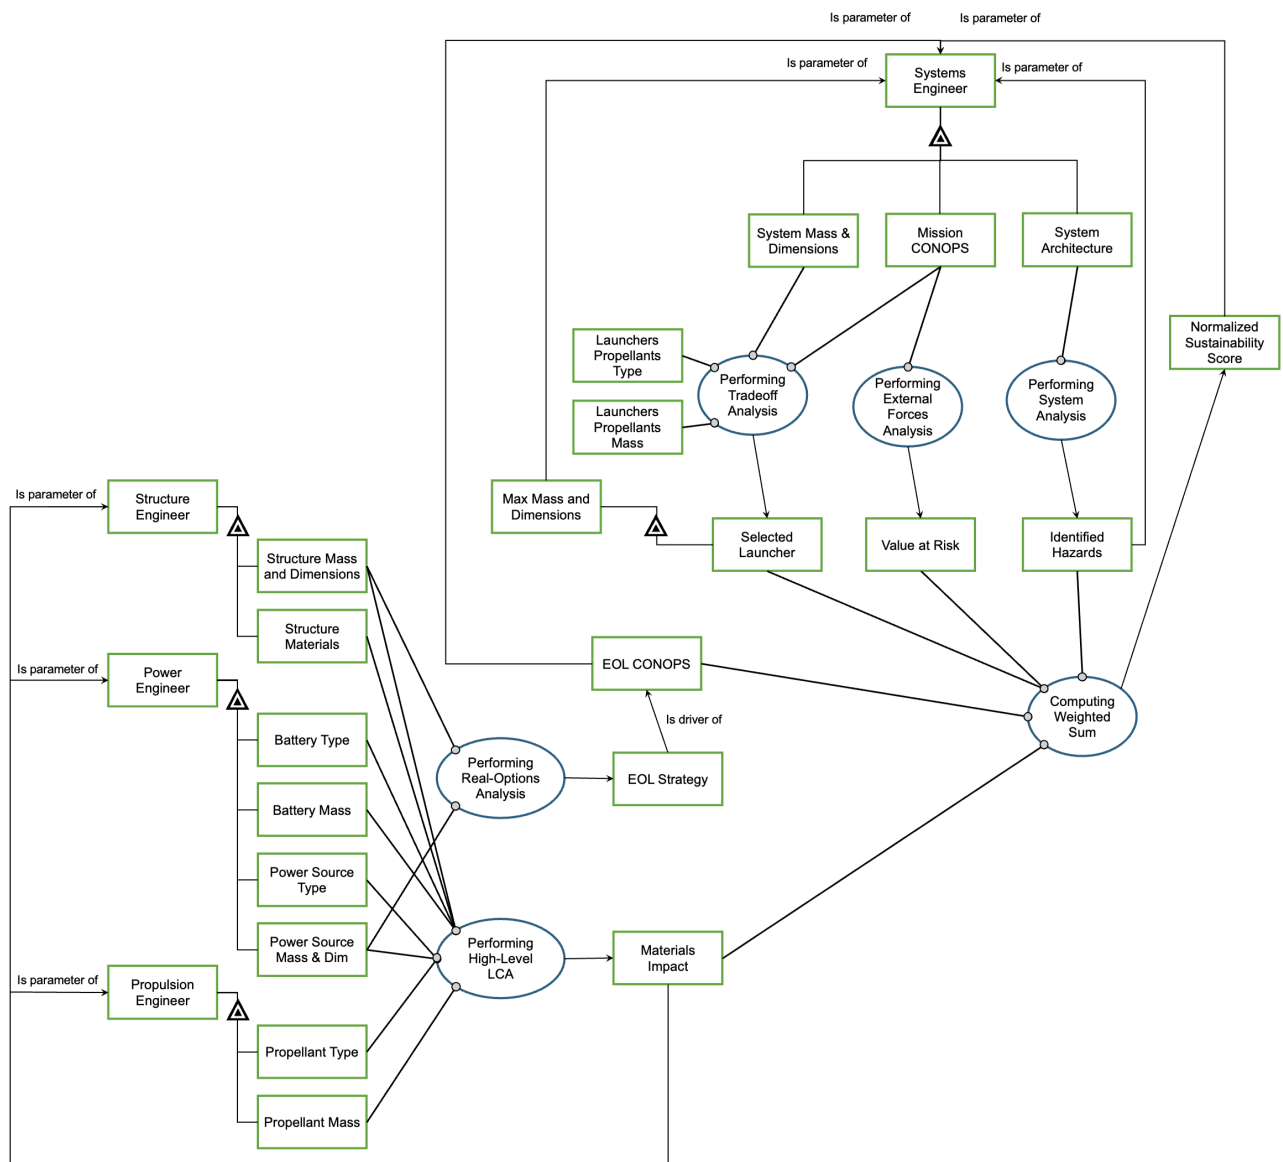 Is parameter of
Is parameter of
Is parameter of
Systems
Engineer
Is parameter of
System Mass &
Dimensions
Mission
CONOPS
System
Architecture
Launchers
Propellants
Type
Launchers
Propellants
Mass
Performing
Tradeoff
Analysis
Performing
External
Forces
Analysis
Performing
System
Analysis
Normalized
Sustainability
Score
Max Mass and
Dimensions
Selected
Launcher
Value at Risk
Identified
Hazards
Is parameter of
Structure
Engineer
Structure Mass
and Dimensions
Structure
Materials
Is parameter of
Power
Engineer
EOL CONOPS
Is driver of
Computing
Weighted
Sum
Battery Type
Performing
Real-Options
Analysis
EOL Strategy
Battery Mass
Power Source
Type
Power Source
Mass & Dim
Performing
High-Level
LCA
Materials
Impact
Is parameter of
Propulsion
Engineer
Propellant Type
Propellant Mass